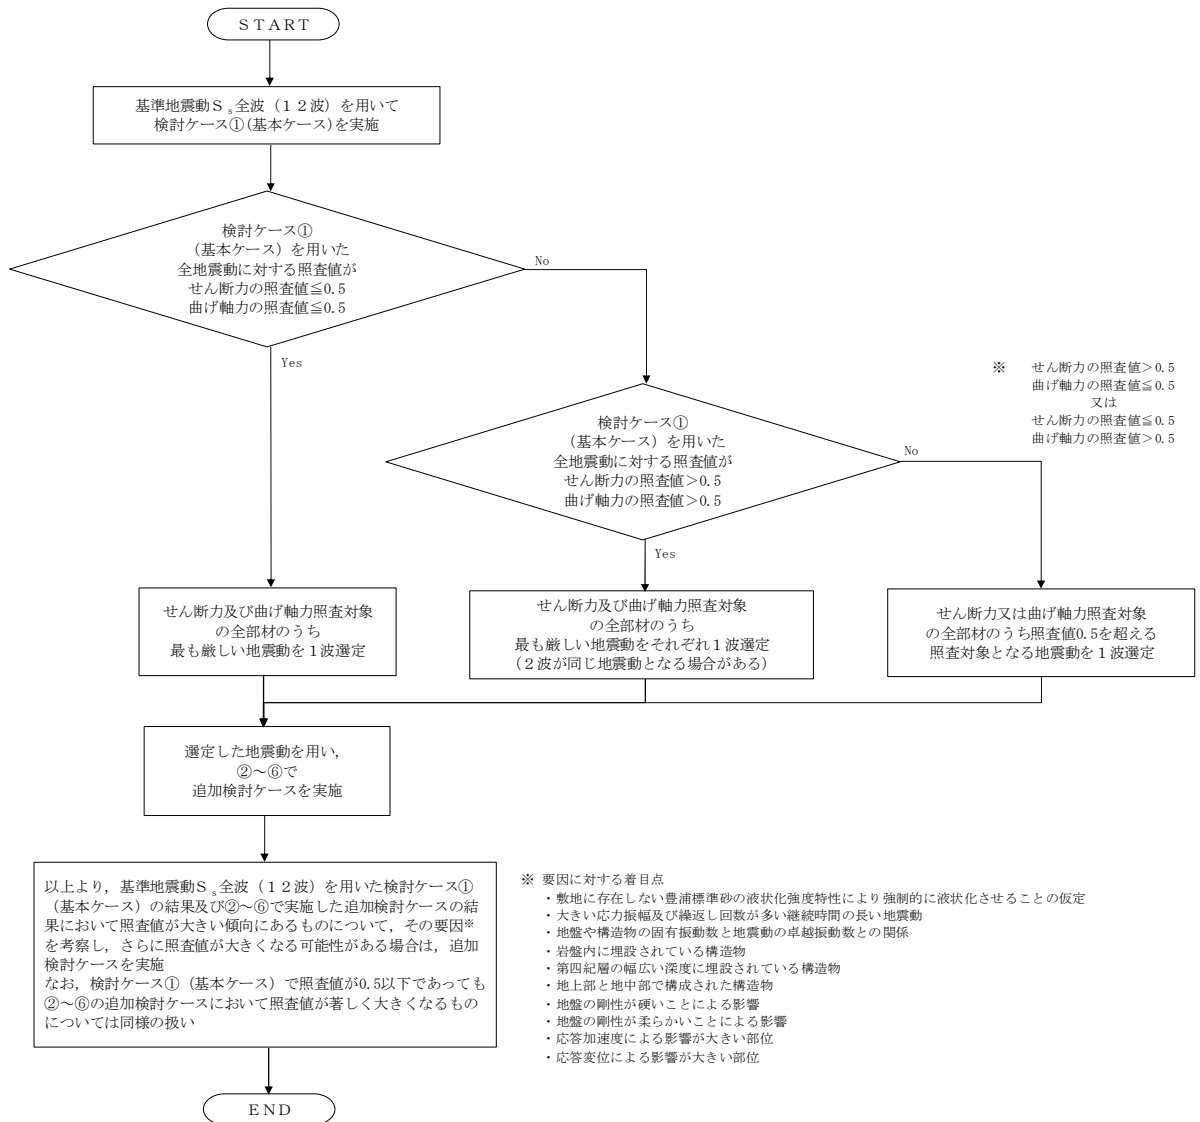 ＳＴＡＲＴ
基準地震動Ｓｓ全波（１２波）を用いて
検討ケース①(基本ケース)を実施
検討ケース①
（基本ケース）を用いた
全地震動に対する照査値が
せん断力の照査値≦0.5
曲げ軸力の照査値≦0.5
No
Yes
※ せん断力の照査値＞0.5
曲げ軸力の照査値≦0.5
又は
せん断力の照査値≦0.5
曲げ軸力の照査値＞0.5
検討ケース①
（基本ケース）を用いた
全地震動に対する照査値が
せん断力の照査値＞0.5
曲げ軸力の照査値＞0.5
No
Yes
せん断力及び曲げ軸力照査対象
の全部材のうち
最も厳しい地震動を１波選定
せん断力及び曲げ軸力照査対象
の全部材のうち
最も厳しい地震動をそれぞれ１波選定
（２波が同じ地震動となる場合がある）
せん断力又は曲げ軸力照査対象
の全部材のうち照査値0.5を超える
照査対象となる地震動を１波選定
選定した地震動を用い，
②～⑥で
追加検討ケースを実施
以上より，基準地震動Ｓｓ全波（１２波）を用いた検討ケース①
（基本ケース）の結果及び②～⑥で実施した追加検討ケースの結
果において照査値が大きい傾向にあるものについて，その要因※
を考察し，さらに照査値が大きくなる可能性がある場合は，追加
検討ケースを実施
なお，検討ケース①（基本ケース）で照査値が0.5以下であっても
②～⑥の追加検討ケースにおいて照査値が著しく大きくなるもの
については同様の扱い
※ 要因に対する着目点
・敷地に存在しない豊浦標準砂の液状化強度特性により強制的に液状化させることの仮定
・大きい応力振幅及び繰返し回数が多い継続時間の長い地震動
・地盤や構造物の固有振動数と地震動の卓越振動数との関係
・岩盤内に埋設されている構造物
・第四紀層の幅広い深度に埋設されている構造物
・地上部と地中部で構成された構造物
・地盤の剛性が硬いことによる影響
・地盤の剛性が柔らかいことによる影響
・応答加速度による影響が大きい部位
・応答変位による影響が大きい部位
ＥＮＤ